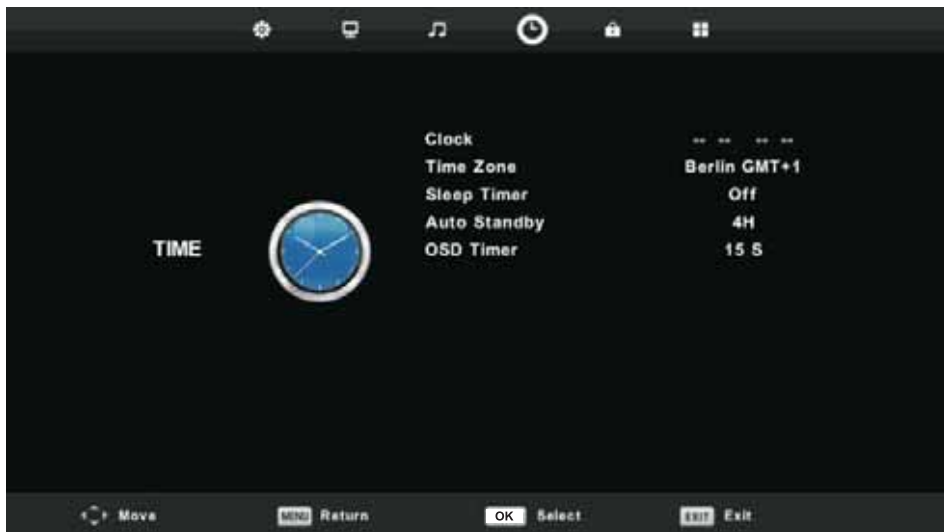 Clock -- -- -- --
Time Zone Berlin GMT+1
Sleep Timer Off
Auto Standby 4H
TIME
OSD Timer 15 S
Move MENU Return OK Select EXIT Exit